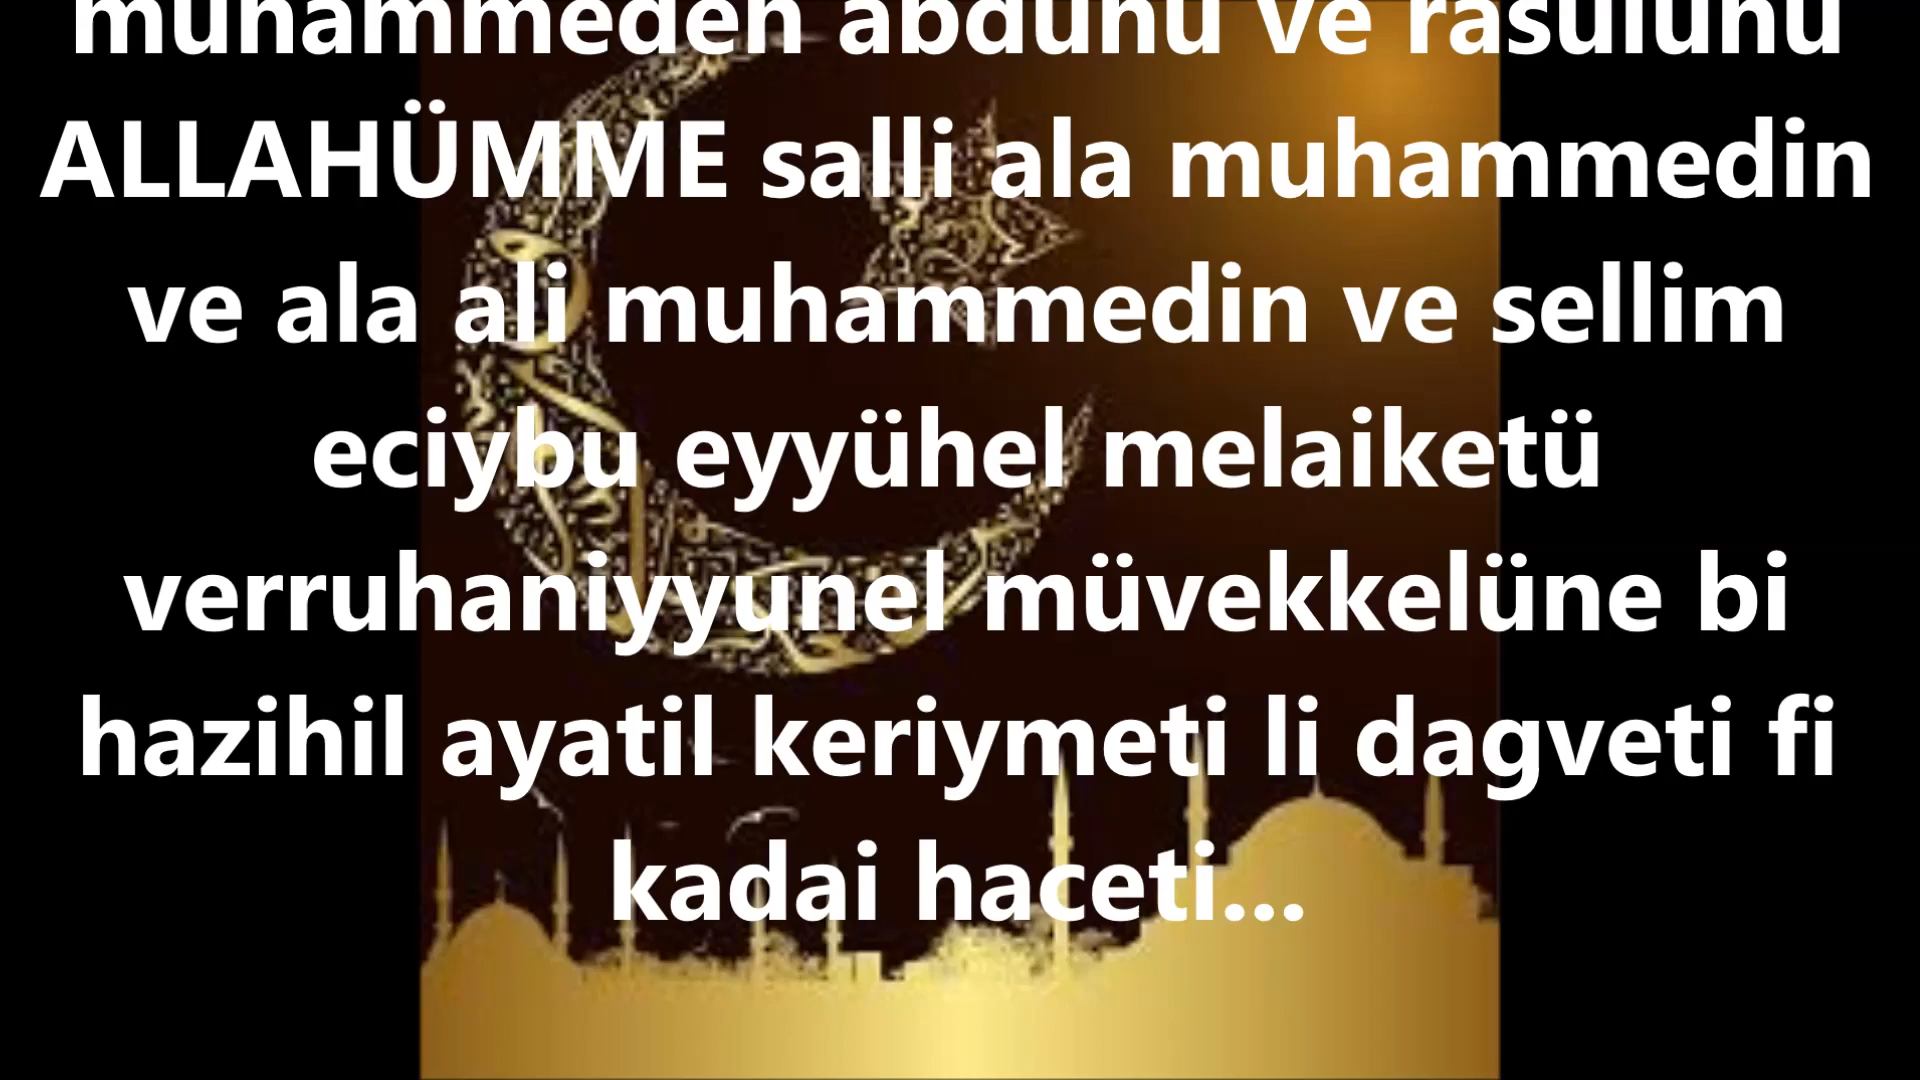 muhammeden abduhu ve rasuluhu
ALLAHÜMME salli ala muhammedin
ve ala ali muhammedin ve sellim
eciybu eyyühel melaiketü
verruhaniyyunel müvekkelüne bi
hazihil ayatil keriymeti li dagveti fi
kadai haceti...